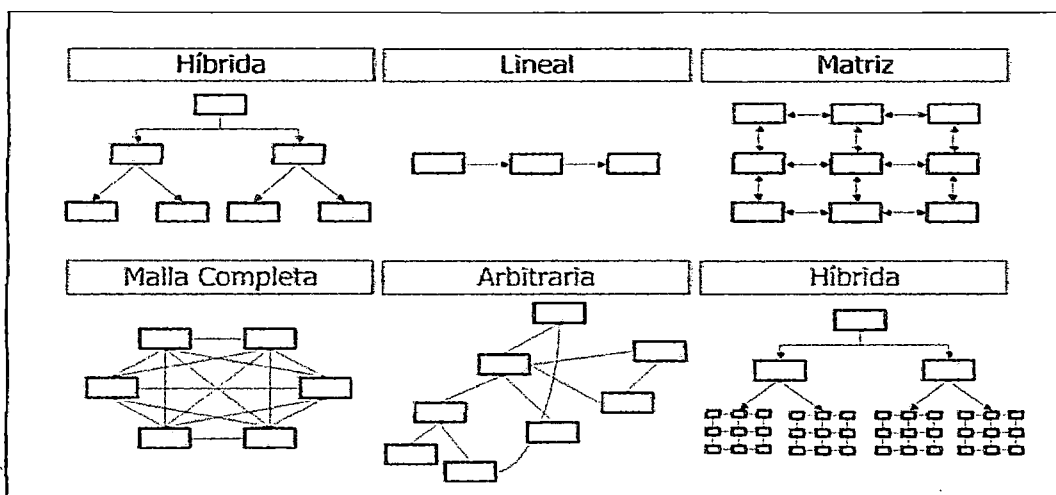 Híbrida
Lineal
Matriz
Malla Completa
Arbitraria
Híbrida